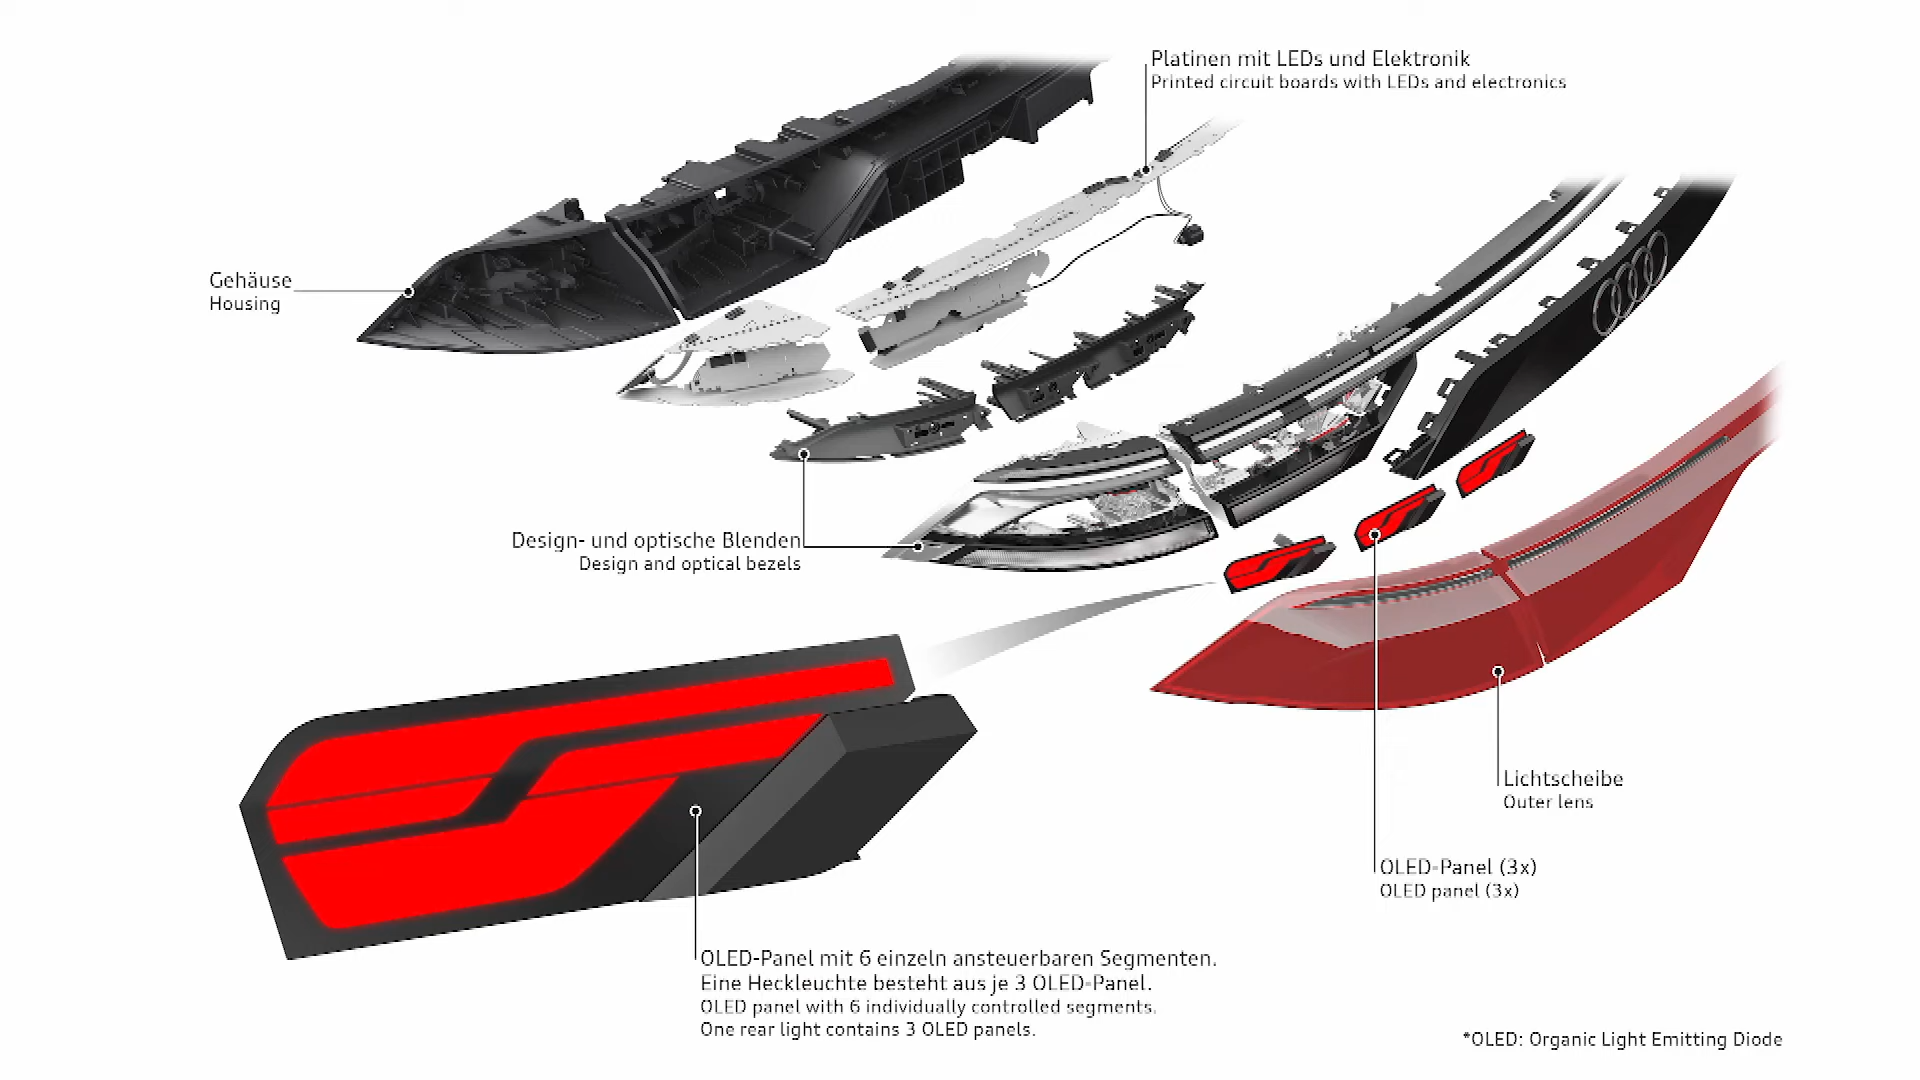 Platinen mit LEDs und Elektronik
Printed circuit boards with LEDs and electronics
Gehäuse
Housing
Design- und optische Blenden
Design and optical bezels
Lichtscheibe
Outer lens
OLED-Panel (3x)
OLED panel (3x)
OLED-Panel mit 6 einzeln ansteuerbaren Segmenten.
Eine Heckleuchte besteht aus je 3 OLED-Panel.
OLED panel with 6 individually controlled segments.
One rear light contains 3 OLED panels.
*OLED: Organic Light Emitting Diode